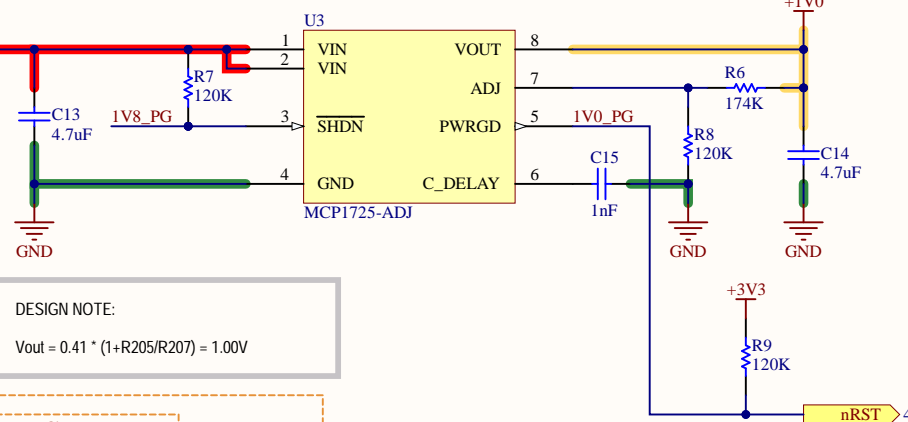 +1V0
U3
1 VIN VOUT 8
2 VIN
R7
120K
ADJ 7
R6
174K
C13
4.7uF
1V8_PG
3 SHDN PWRGD 5
1V0_PG
R8
120K
C14
4.7uF
C15
1nF
4 GND C_DELAY 6
MCP1725-ADJ
GND
GND
GND
DESIGN NOTE:
Vout = 0.41 * (1+R205/R207) = 1.00V
+3V3
R9
120K
nRST